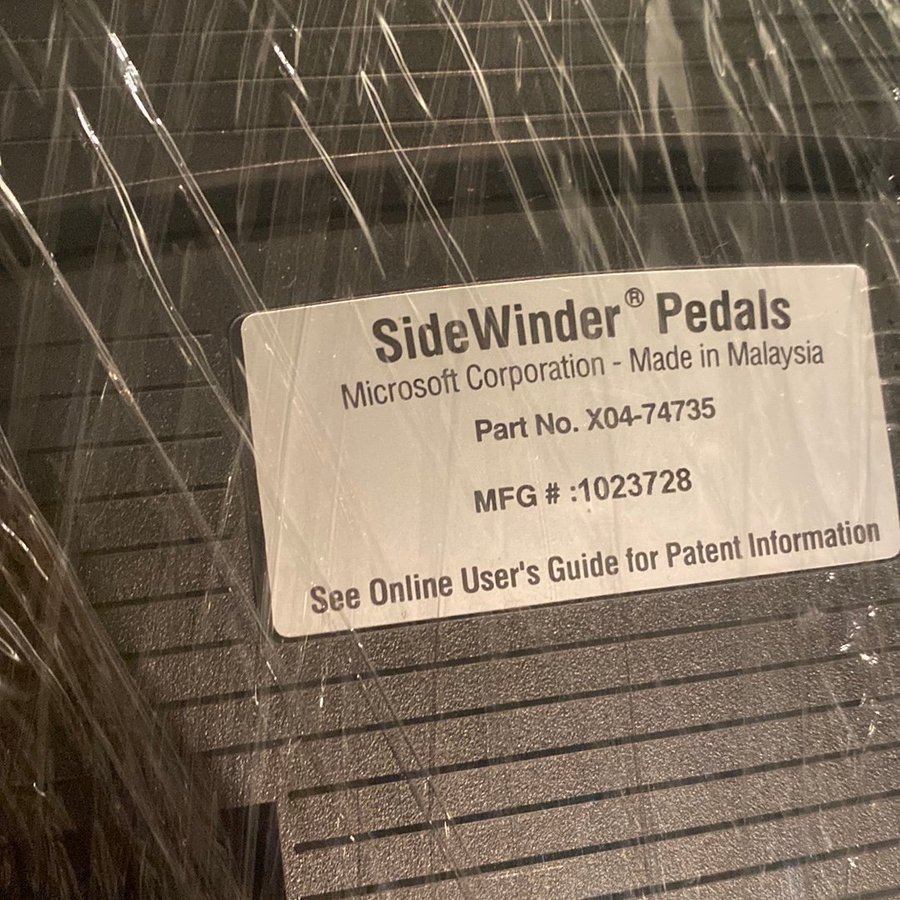 SideWinder® Pedals
Microsoft Corporation - Made in Malaysia
Part No. X04-74735
MFG # :1023728
See Online User's Guide for Patent Information